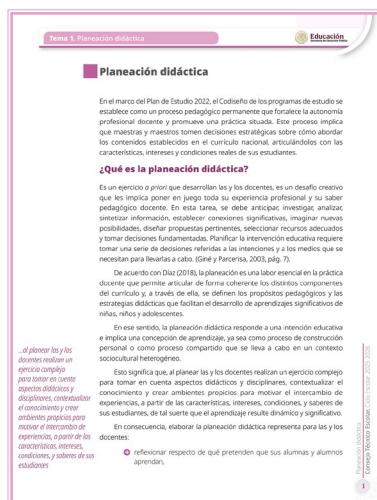 Tema 1. Planeación didáctica
Educación
Secretaría de Educación Pública
Planeación didáctica
En el marco del Plan de Estudio 2022, el Codiseño de los programas de estudio se
establece como un proceso pedagógico permanente que fortalece la autonomía
profesional docente y promueve una práctica situada. Este proceso implica
que maestras y maestros tomen decisiones estratégicas sobre cómo abordar
los contenidos establecidos en el currículo nacional, articulándolos con las
características, intereses y condiciones reales de sus estudiantes.
¿Qué es la planeación didáctica?
Es un ejercicio a priori que desarrollan las y los docentes, es un desafío creativo
que les implica poner en juego toda su experiencia profesional y su saber
pedagógico docente. En esta tarea, se debe anticipar, investigar, analizar,
sintetizar información, establecer conexiones significativas, imaginar nuevas
posibilidades, diseñar propuestas pertinentes, seleccionar recursos adecuados
y tomar decisiones fundamentadas. Planificar la intervención educativa requiere
tomar una serie de decisiones referidas a las intenciones y a los medios que se
necesitan para llevarlas a cabo. (Giné y Parcerisa, 2003, pág. 7).
De acuerdo con Díaz (2018), la planeación es una labor esencial en la práctica
docente que permite articular de forma coherente los distintos componentes
del currículo y, a través de ella, se definen los propósitos pedagógicos y las
estrategias didácticas que facilitan el desarrollo de aprendizajes significativos de
niñas, niños y adolescentes.
En ese sentido, la planeación didáctica responde a una intención educativa
e implica una concepción de aprendizaje, ya sea como proceso de construcción
personal o como proceso compartido que se lleva a cabo en un contexto
sociocultural heterogéneo.
Esto significa que, al planear las y los docentes realizan un ejercicio complejo
para tomar en cuenta aspectos didácticos y disciplinares, contextualizar el
conocimiento y crear ambientes propicios para motivar el intercambio de
experiencias, a partir de las características, intereses, condiciones, y saberes de
sus estudiantes, de tal suerte que el aprendizaje resulte dinámico y significativo.
En consecuencia, elaborar la planeación didáctica representa para las y los
docentes:
reflexionar respecto de qué pretenden que sus alumnas y alumnos
aprendan,
...al planear las y los
docentes realizan un
ejercicio complejo
para tomar en cuenta
aspectos didácticos y
disciplinares, contextualizar
el conocimiento y crear
ambientes propicios para
motivar el intercambio de
experiencias, a partir de las
características, intereses,
condiciones, y saberes de sus
estudiantes
Planeación didáctica
Consejo Técnico Escolar. Ciclo Escolar 2025-2026
1